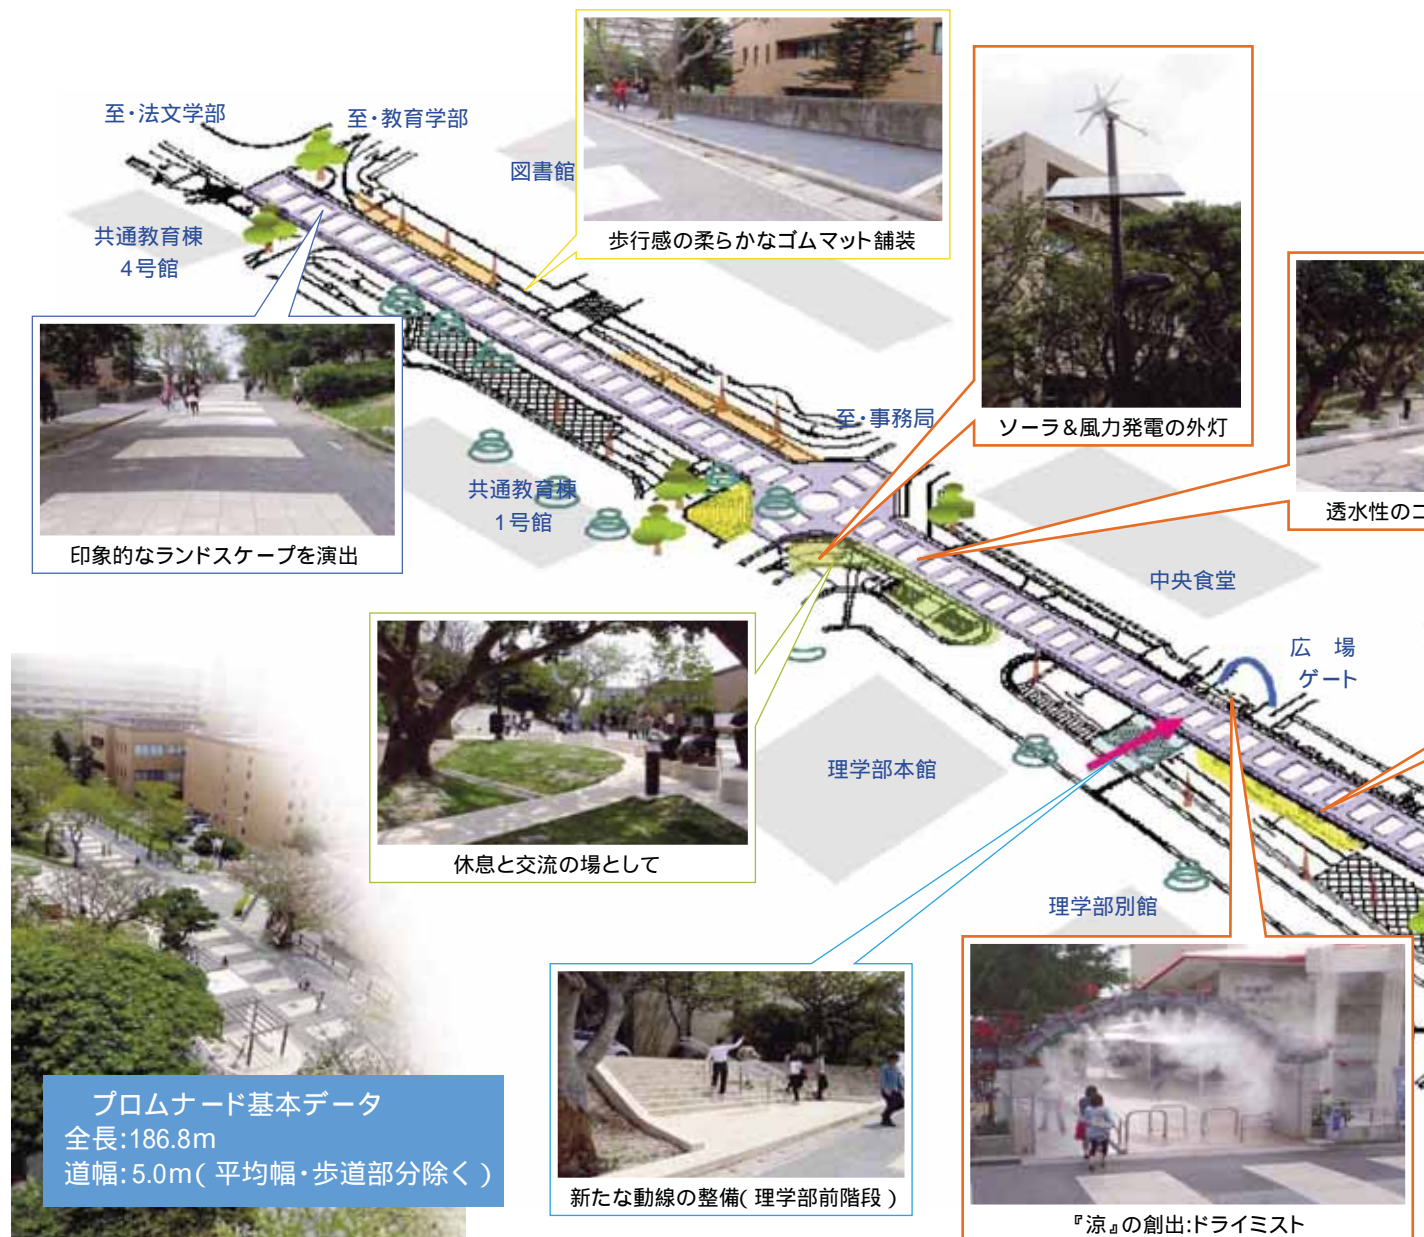 至・法文学部
至・教育学部
図書館
歩行感の柔らかなゴムマット舗装
共通教育棟
4号館
印象的なランドスケープを演出
ソーラ&風力発電の外灯
至・事務局
共通教育棟
1号館
透水性のコ
中央食堂
広　場
ゲート
休息と交流の場として
理学部本館
理学部別館
プロムナード基本データ
全長:186.8m
道幅:5.0m(平均幅・歩道部分除く)
新たな動線の整備(理学部前階段)
『涼』の創出:ドライミスト